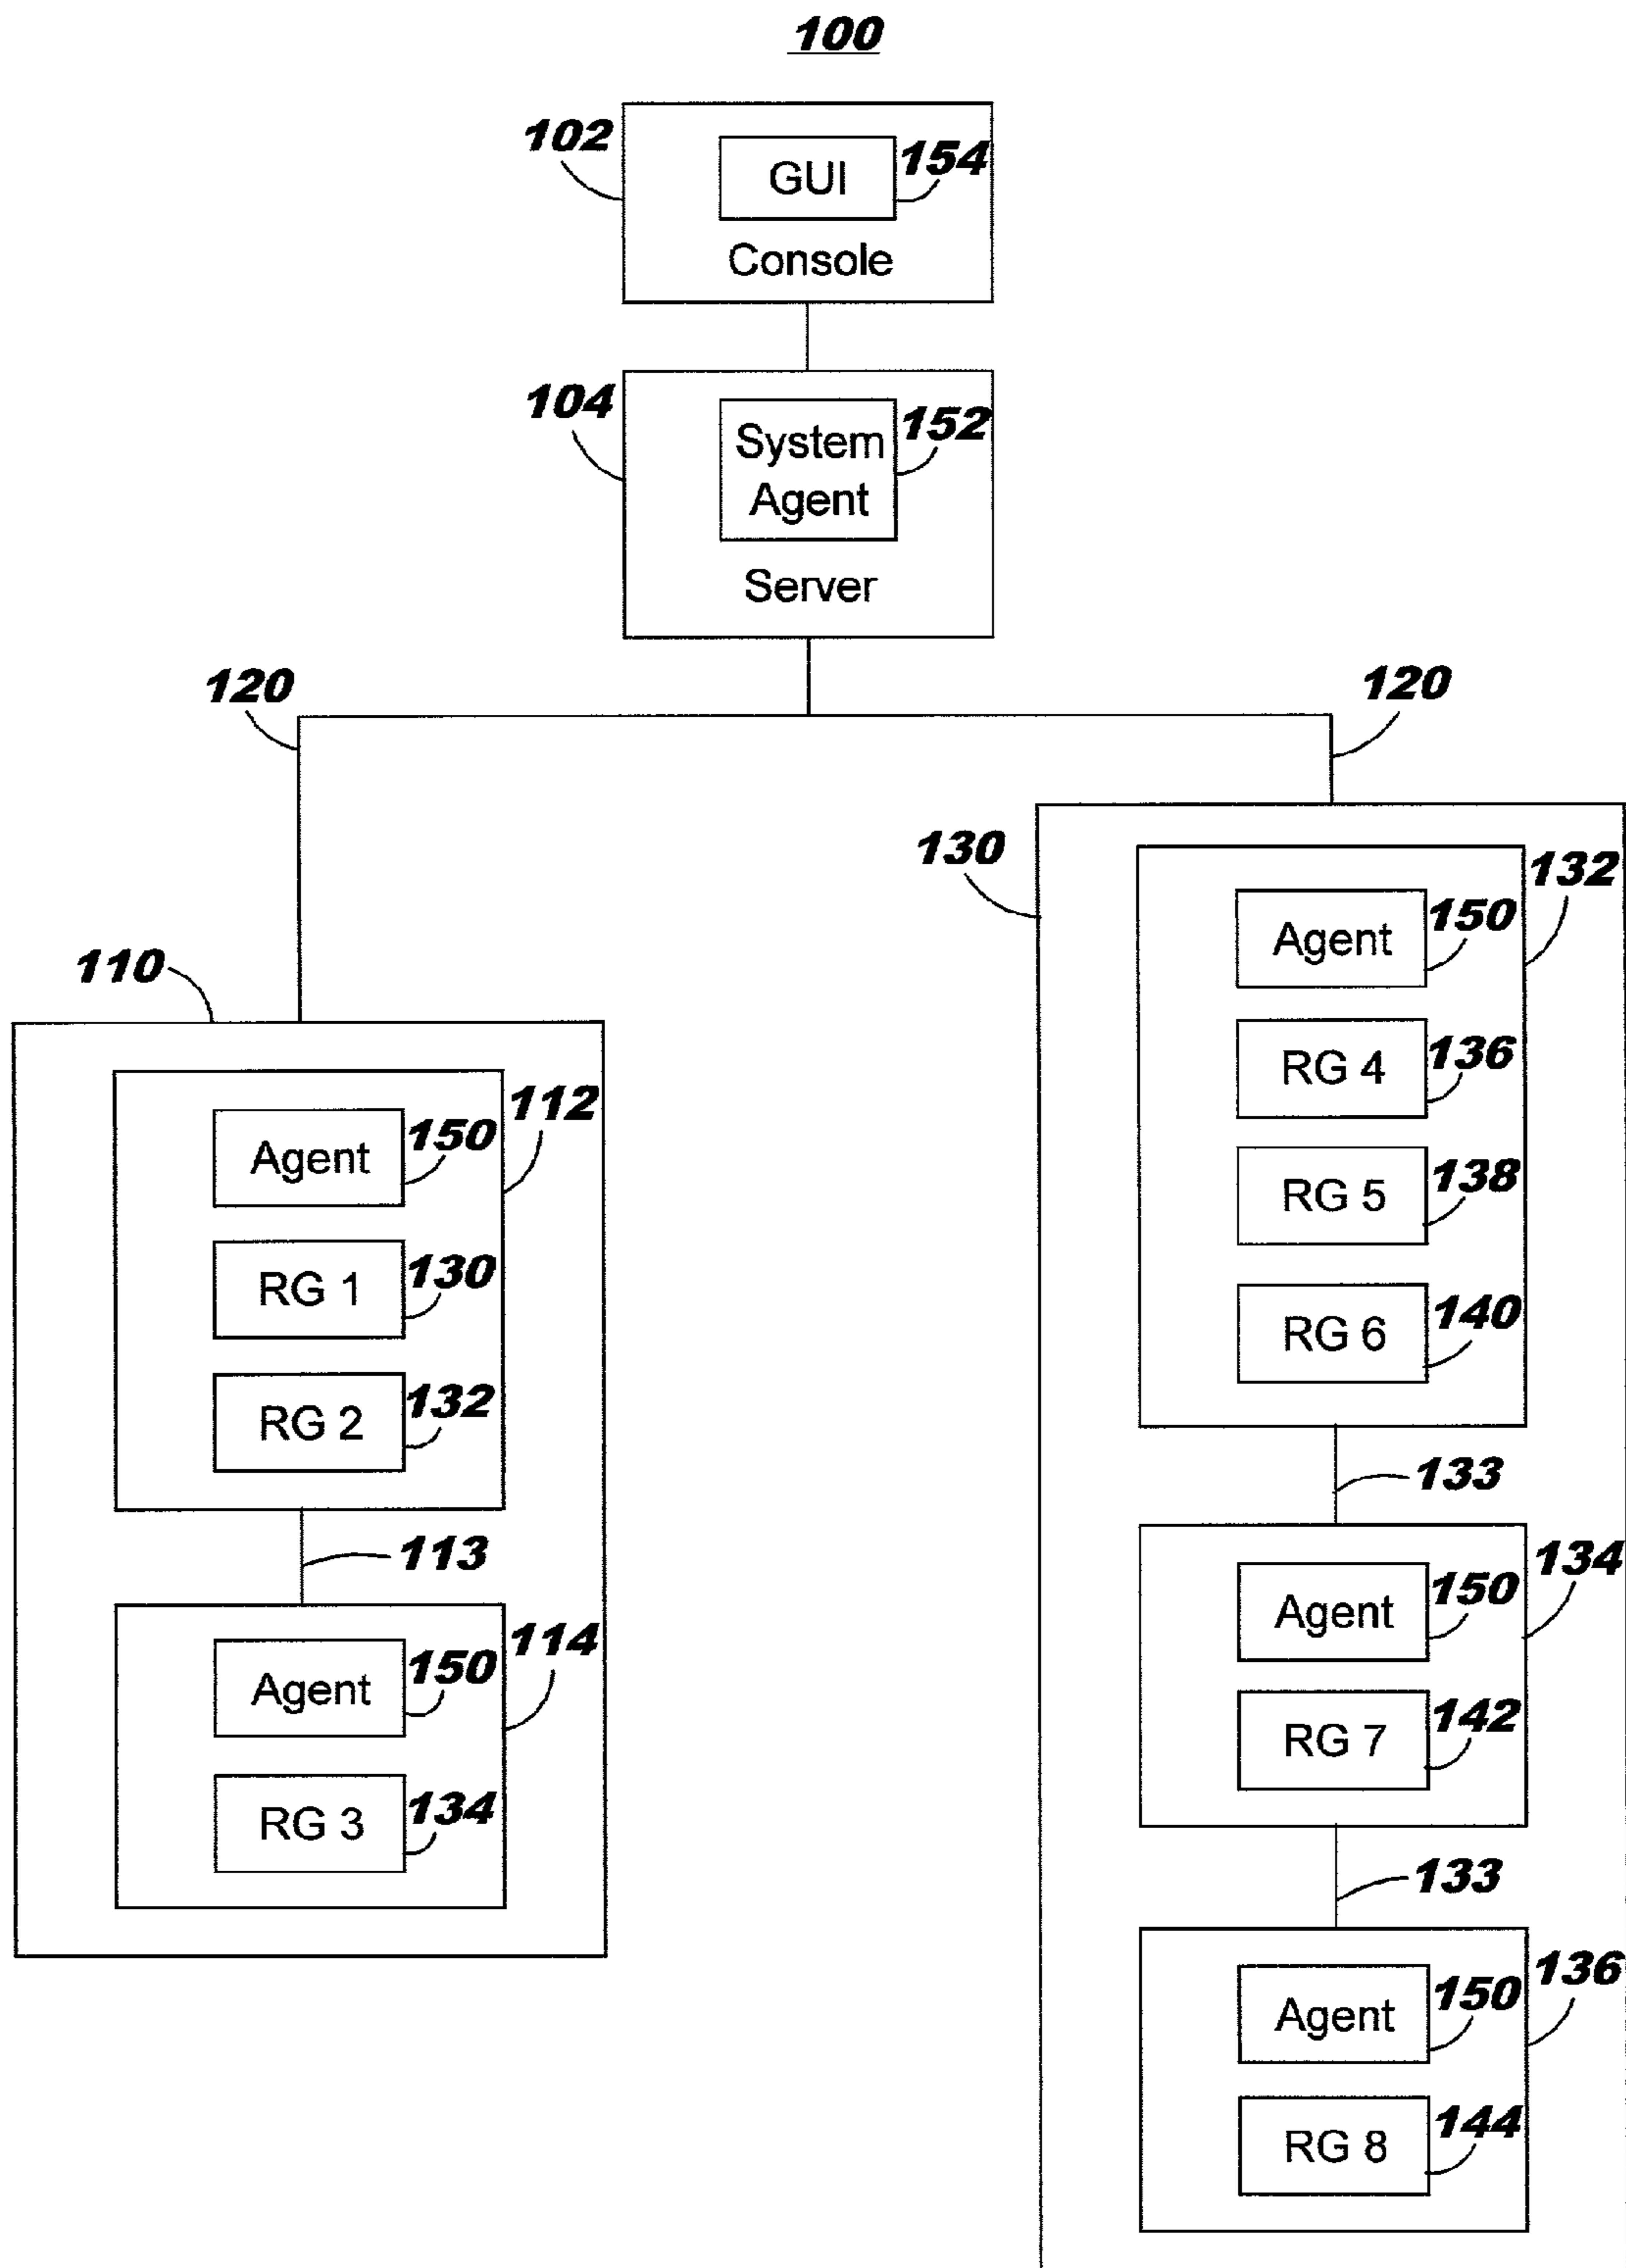 100
102
GUI
154
Console
104
System
Agent
152
Server
120
120
110
112
Agent
150
RG 1
130
RG 2
132
113
114
Agent
150
RG 3
134
130
132
Agent
150
RG 4
136
RG 5
138
RG 6
140
133
134
Agent
150
RG 7
142
133
136
Agent
150
RG 8
144